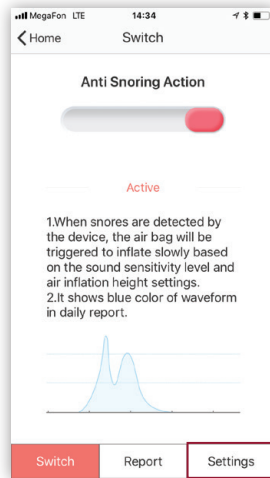 MegaFon LTE 14:34
Home Switch
Anti Snoring Action
Active
1.When snores are detected by
the device, the air bag will be
triggered to inflate slowly based
on the sound sensitivity level and
air inflation height settings.
2.It shows blue color of waveform
in daily report.
Switch Report Settings